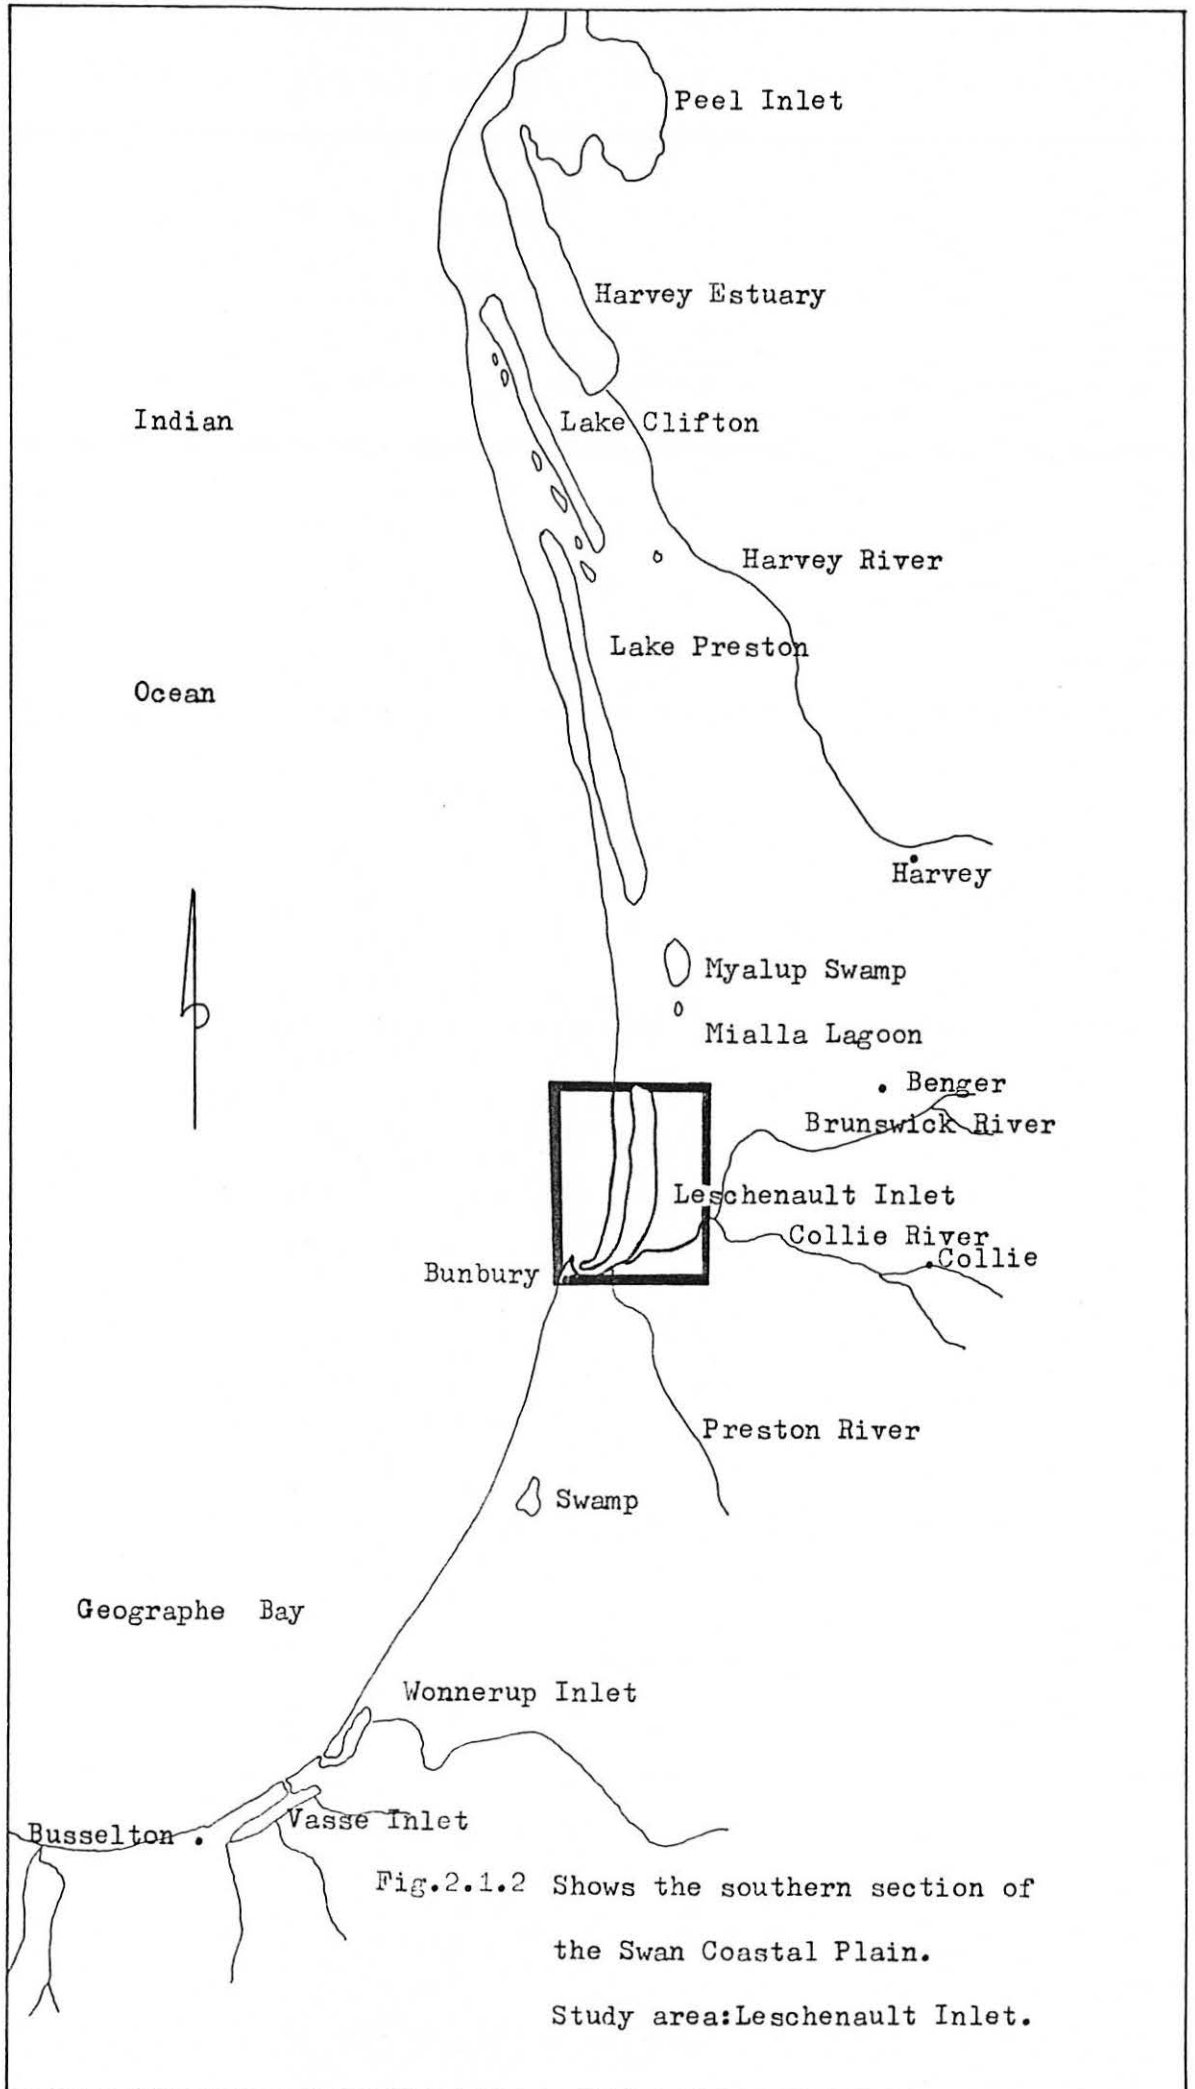 Peel Inlet
Harvey Estuary
Indian
Lake Clifton
Harvey River
Lake Preston
Ocean
Harvey
Myalup Swamp
Mialla Lagoon
Benger
Brunswick River
Leschenault Inlet
Collie River
Collie
Bunbury
Preston River
Swamp
Geographe Bay
Wonnerup Inlet
Vasse Inlet
Busselton
Fig.2.1.2 Shows the southern section of
the Swan Coastal Plain.
Study area:Leschenault Inlet.